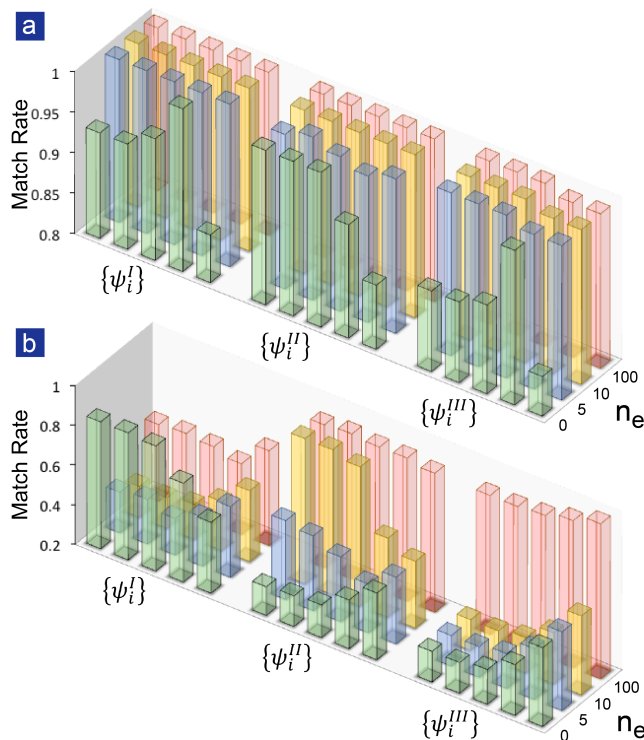 a
Match Rate
1
0.95
0.9
0.85
0.8
{ψ_i^I}
{ψ_i^II}
{ψ_i^III}
0
5
10
100
n_e
b
Match Rate
1
0.8
0.6
0.4
0.2
{ψ_i^I}
{ψ_i^II}
{ψ_i^III}
0
5
10
100
n_e